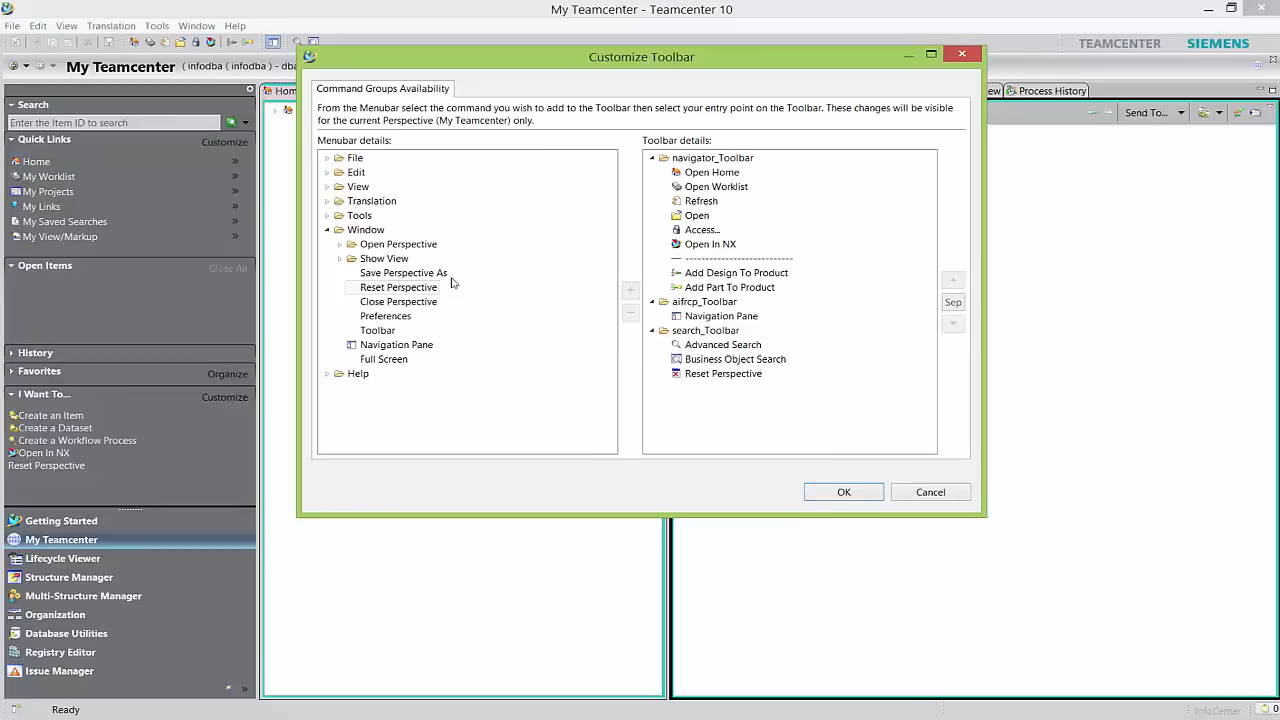 My Teamcenter - Teamcenter 10
File Edit View Translation Tools Window Help
TEAMCENTER SIEMENS
My Teamcenter ( infodba ( infodba ) - dba
Customize Toolbar
Search
Enter the Item ID to search
Quick Links Customize
Home »
My Worklist »
My Projects »
My Links »
My Saved Searches »
My View/Markup »
Open Items Close All
History
Favorites Organize
I Want To... Customize
Create an Item
Create a Dataset
Create a Workflow Process
Open In NX
Reset Perspective
Getting Started
My Teamcenter
Lifecycle Viewer
Structure Manager
Multi-Structure Manager
Organization
Database Utilities
Registry Editor
Issue Manager
»
Hom
ew Process History
Send To...
Command Groups Availability
From the Menubar select the command you wish to add to the Toolbar then select your entry point on the Toolbar. These changes will be visible
for the current Perspective (My Teamcenter) only.
Menubar details:
File
Edit
View
Translation
Tools
Window
Open Perspective
Show View
Save Perspective As
Reset Perspective
Close Perspective
Preferences
Toolbar
Navigation Pane
Full Screen
Help
Toolbar details:
navigator_Toolbar
Open Home
Open Worklist
Refresh
Open
Access...
Open In NX
-------------------------
Add Design To Product
Add Part To Product
aifrcp_Toolbar
Navigation Pane
search_Toolbar
Advanced Search
Business Object Search
Reset Perspective
Sep
OK Cancel
Ready
InfoCenter 0